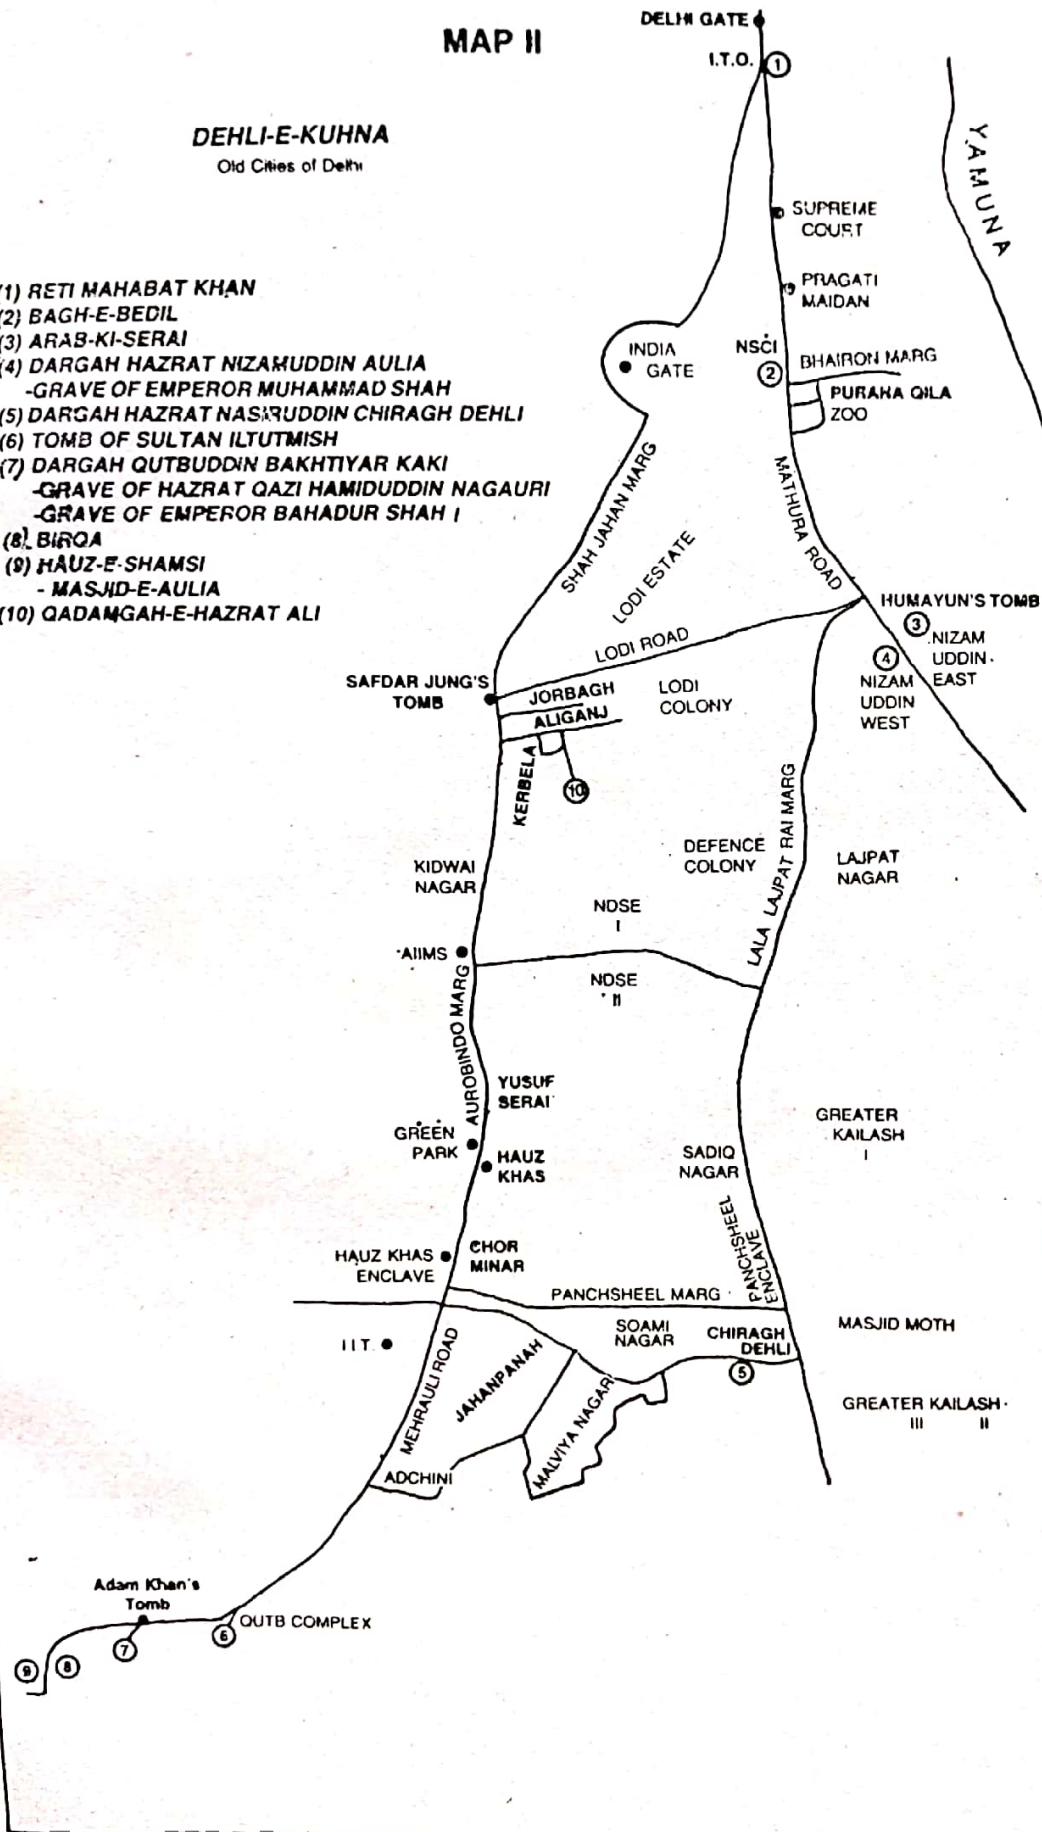 MAP II
DEHLI-E-KUHNA
Old Cities of Delhi
(1) RETI MAHABAT KHAN
(2) BAGH-E-BEDIL
(3) ARAB-KI-SERAI
(4) DARGAH HAZRAT NIZAMUDDIN AULIA
-GRAVE OF EMPEROR MUHAMMAD SHAH
(5) DARGAH HAZRAT NASIRUDDIN CHIRAGH DEHLI
(6) TOMB OF SULTAN ILTUTMISH
(7) DARGAH QUTBUDDIN BAKHTIYAR KAKI
-GRAVE OF HAZRAT QAZI HAMIDUDDIN NAGAURI
-GRAVE OF EMPEROR BAHADUR SHAH I
(8) BIRQA
(9) HAUZ-E-SHAMSI
- MASJID-E-AULIA
(10) QADAMGAH-E-HAZRAT ALI
DELHI GATE
I.T.O.
1
YAMUNA
SUPREME
COURT
PRAGATI
MAIDAN
INDIA
GATE
NSCI
2
BHAIRON MARG
PURANA QILA
ZOO
SHAH JAHAN MARG
LODI ESTATE
MATHURA ROAD
HUMAYUN'S TOMB
3
NIZAM
UDDIN
EAST
4
NIZAM
UDDIN
WEST
LODI ROAD
SAFDAR JUNG'S
TOMB
JORBAGH
ALIGANJ
LODI
COLONY
KERBELA
10
KIDWAI
NAGAR
DEFENCE
COLONY
LALA LAJPAT RAI MARG
LAJPAT
NAGAR
NDSE
I
AIIMS
NDSE
II
AUROBINDO MARG
YUSUF
SERAI
GREEN
PARK
HAUZ
KHAS
SADIQ
NAGAR
GREATER
KAILASH
I
PANCHSHEEL
ENCLAVE
HAUZ KHAS
ENCLAVE
CHOR
MINAR
PANCHSHEEL MARG
SOAMI
NAGAR
CHIRAGH
DEHLI
5
MASJID MOTH
I I T.
MEHRAULI ROAD
JAHANPANAH
MALVIYA NAGAR
GREATER KAILASH
III II
ADCHINI
Adam Khan's
Tomb
QUTB COMPLEX
6
7
8
9